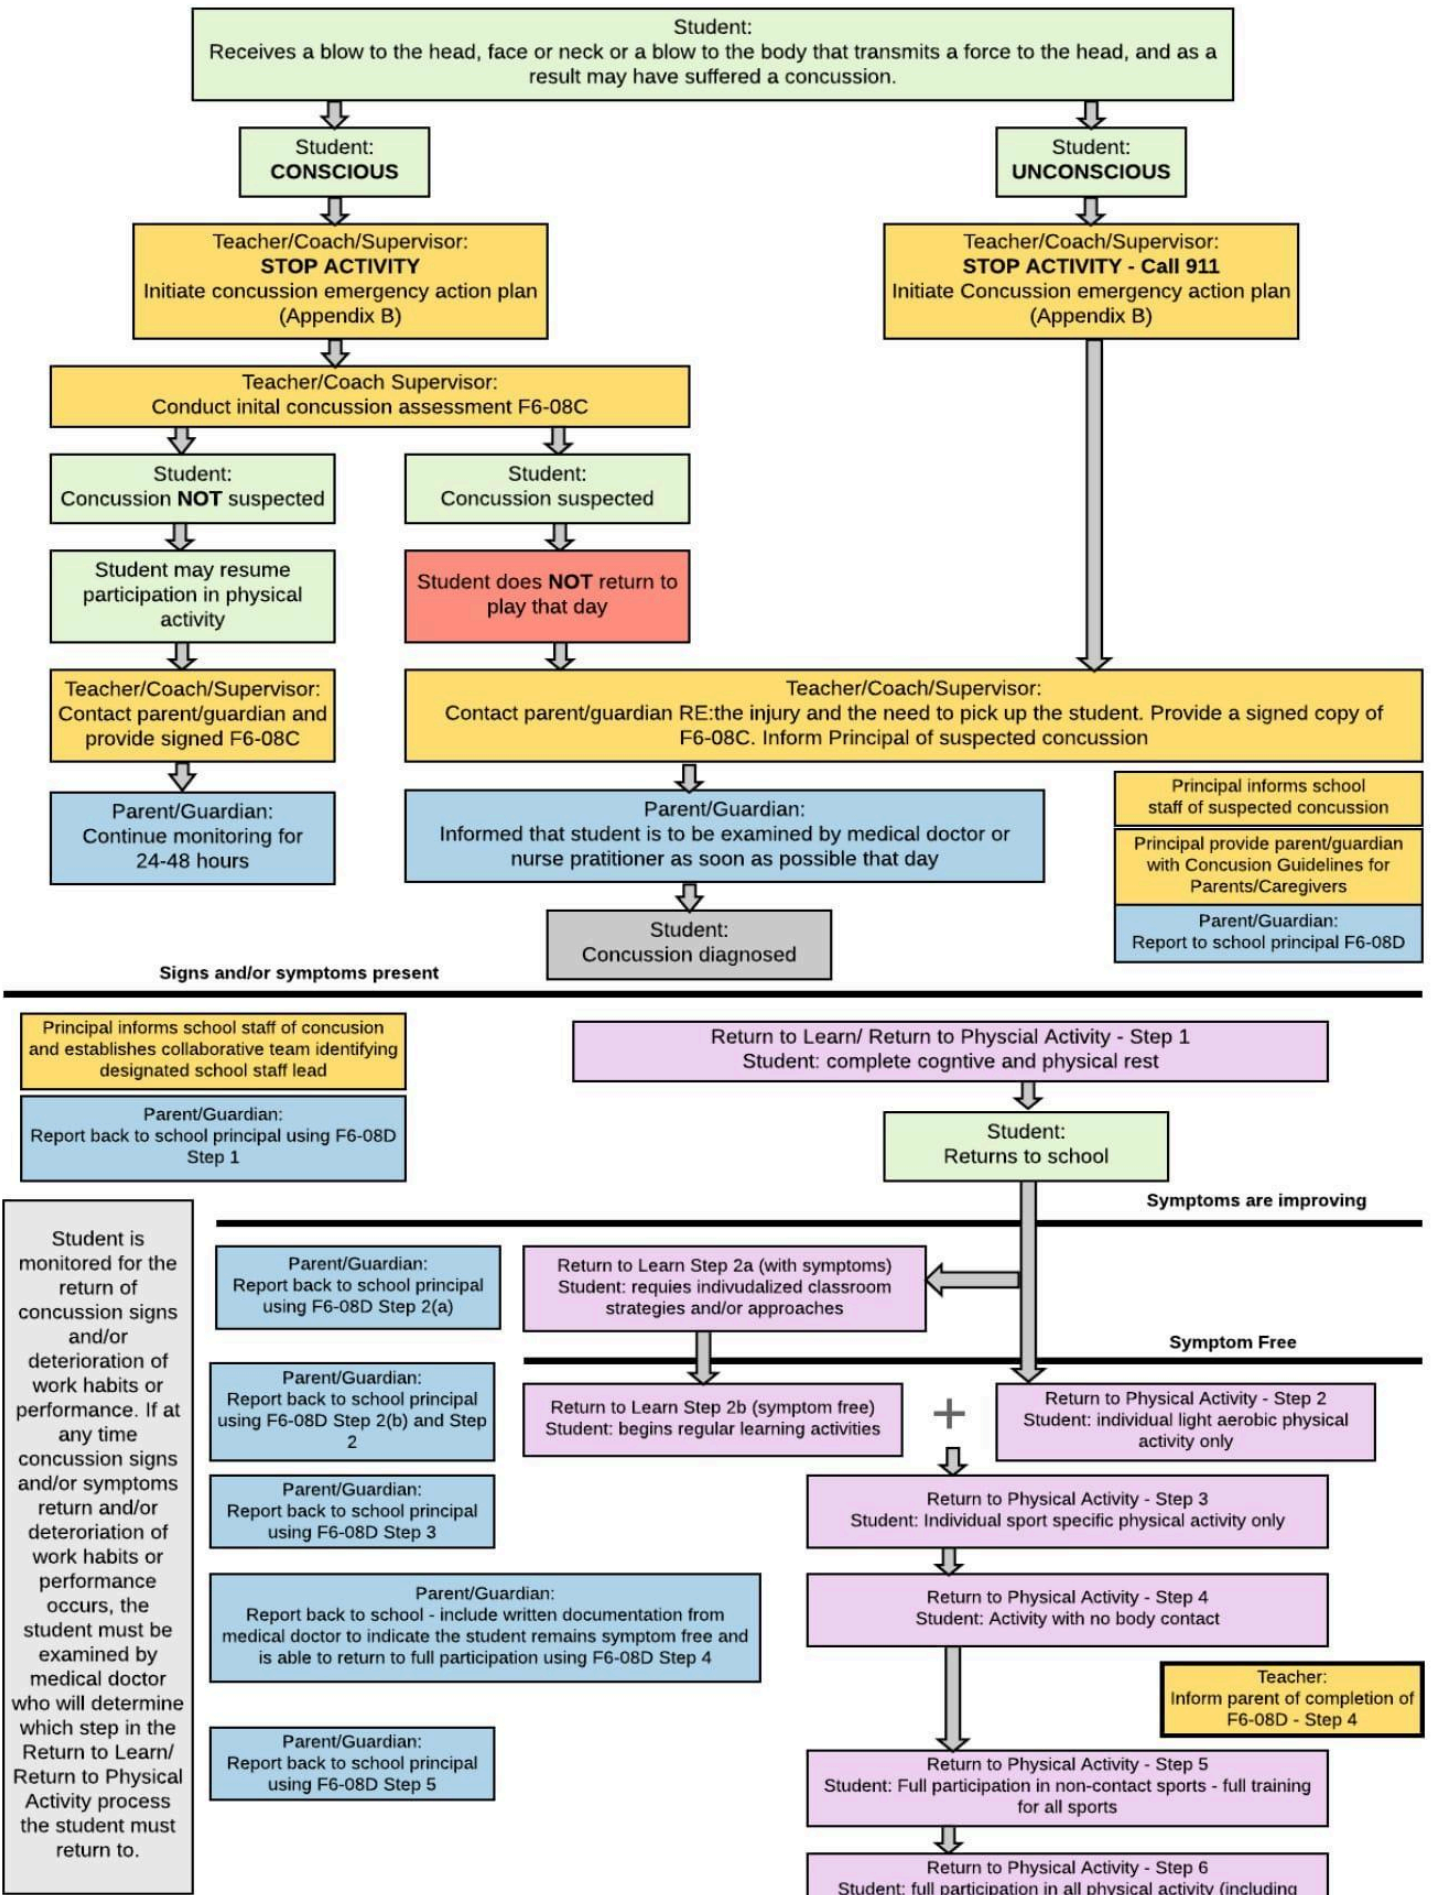 Student:
Receives a blow to the head, face or neck or a blow to the body that transmits a force to the head, and as a
result may have suffered a concussion.
Student:
CONSCIOUS
Student:
UNCONSCIOUS
Teacher/Coach/Supervisor:
STOP ACTIVITY
Initiate concussion emergency action plan
(Appendix B)
Teacher/Coach/Supervisor:
STOP ACTIVITY - Call 911
Initiate Concussion emergency action plan
(Appendix B)
Teacher/Coach Supervisor:
Conduct inital concussion assessment F6-08C
Student:
Concussion NOT suspected
Student:
Concussion suspected
Student may resume
participation in physical
activity
Student does NOT return to
play that day
Teacher/Coach/Supervisor:
Contact parent/guardian and
provide signed F6-08C
Teacher/Coach/Supervisor:
Contact parent/guardian RE:the injury and the need to pick up the student. Provide a signed copy of
F6-08C. Inform Principal of suspected concussion
Parent/Guardian:
Continue monitoring for
24-48 hours
Parent/Guardian:
Informed that student is to be examined by medical doctor or
nurse pratitioner as soon as possible that day
Principal informs school
staff of suspected concussion
Principal provide parent/guardian
with Concusion Guidelines for
Parents/Caregivers
Parent/Guardian:
Report to school principal F6-08D
Student:
Concussion diagnosed
Signs and/or symptoms present
Principal informs school staff of concusion
and establishes collaborative team identifying
designated school staff lead
Parent/Guardian:
Report back to school principal using F6-08D
Step 1
Return to Learn/ Return to Physcial Activity - Step 1
Student: complete cogntive and physical rest
Student:
Returns to school
Symptoms are improving
Student is
monitored for the
return of
concussion signs
and/or
deterioration of
work habits or
performance. If at
any time
concussion signs
and/or symptoms
return and/or
deteroriation of
work habits or
performance
occurs, the
student must be
examined by
medical doctor
who will determine
which step in the
Return to Learn/
Return to Physical
Activity process
the student must
return to.
Parent/Guardian:
Report back to school principal
using F6-08D Step 2(a)
Return to Learn Step 2a (with symptoms)
Student: requies indivudalized classroom
strategies and/or approaches
Symptom Free
Parent/Guardian:
Report back to school principal
using F6-08D Step 2(b) and Step
2
Return to Learn Step 2b (symptom free)
Student: begins regular learning activities
+
Return to Physical Activity - Step 2
Student: individual light aerobic physical
activity only
Parent/Guardian:
Report back to school principal
using F6-08D Step 3
Return to Physical Activity - Step 3
Student: Individual sport specific physical activity only
Parent/Guardian:
Report back to school - include written documentation from
medical doctor to indicate the student remains symptom free and
is able to return to full participation using F6-08D Step 4
Return to Physical Activity - Step 4
Student: Activity with no body contact
Teacher:
Inform parent of completion of
F6-08D - Step 4
Parent/Guardian:
Report back to school principal
using F6-08D Step 5
Return to Physical Activity - Step 5
Student: Full participation in non-contact sports - full training
for all sports
Return to Physical Activity - Step 6
Student: full participation in all physical activity (including